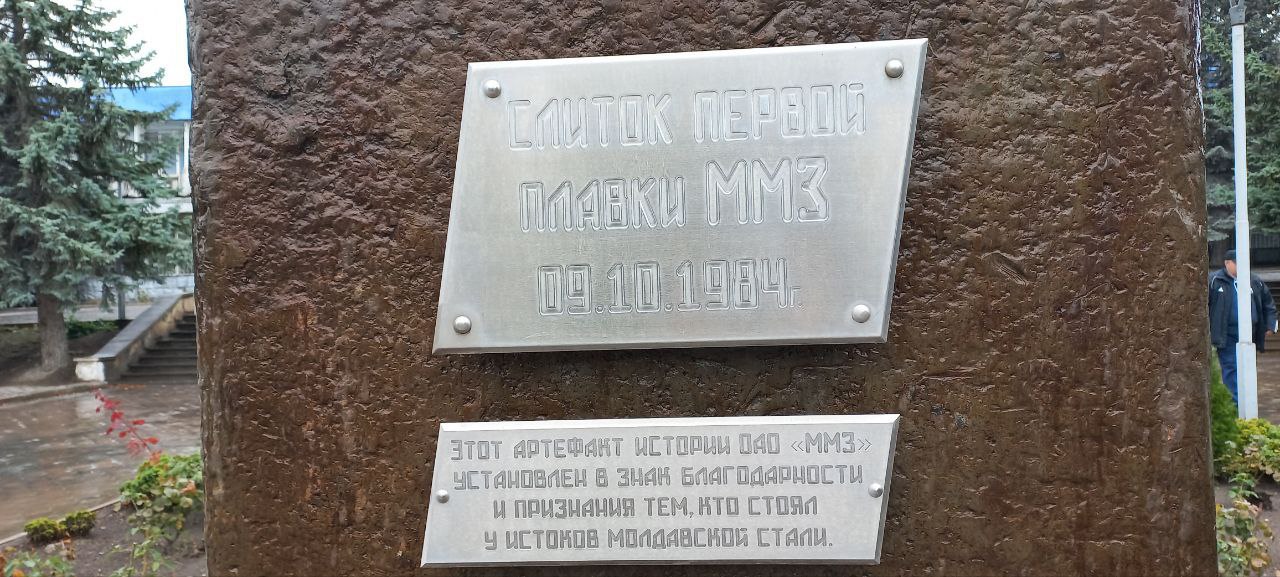 СЛИТОК ПЕРВОЙ
ПЛАВКИ ММЗ
09.10.1984г.
ЭТОТ АРТЕФАКТ ИСТОРИИ ОАО «ММЗ»
УСТАНОВЛЕН В ЗНАК БЛАГОДАРНОСТИ
И ПРИЗНАНИЯ ТЕМ, КТО СТОЯЛ
У ИСТОКОВ МОЛДАВСКОЙ СТАЛИ.